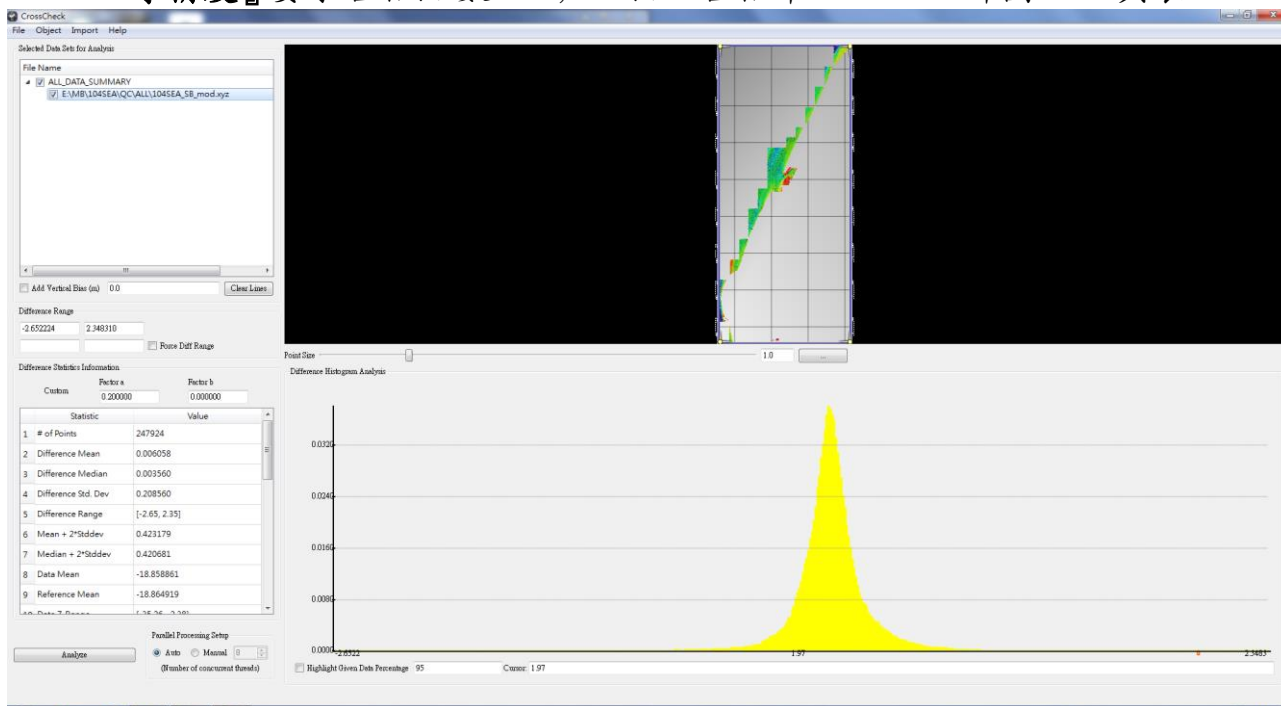 CrossCheck
File Object Import Help
Selected Data Sets for Analysis
File Name
ALL_DATA_SUMMARY
E:\MB\104SEA\QC\ALL\104SEA_SB_mod.xyz
Add Vertical Bias (m) 0.0 Clear Lines
Difference Range
-2.652224 2.348310
Force Diff Range
Point Size 1.0 ...
Difference Statistics Information
Factor a Factor b
Custom 0.200000 0.000000
Statistic Value
1 # of Points 247924
2 Difference Mean 0.006058
3 Difference Median 0.003560
4 Difference Std. Dev 0.208560
5 Difference Range [-2.65, 2.35]
6 Mean + 2*Stddev 0.423179
7 Median + 2*Stddev 0.420681
8 Data Mean -18.858861
9 Reference Mean -18.864919
Parallel Processing Setup
Analyze Auto Manual 8
(Number of concurrent threads)
Difference Histogram Analysis
0.0320
0.0240
0.0160
0.0080
0.0000
-2.6522 1.97 2.3483
Highlight Given Data Percentage 95 Cursor: 1.97